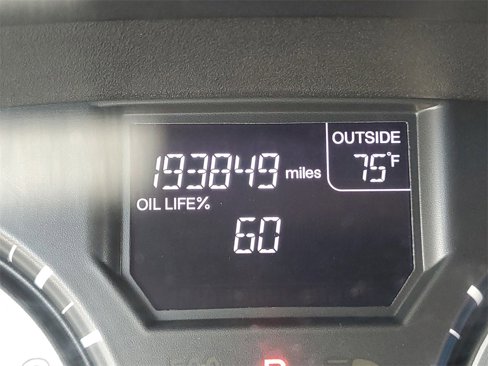 OUTSIDE
193849 miles 75°F
OIL LIFE%
60
P